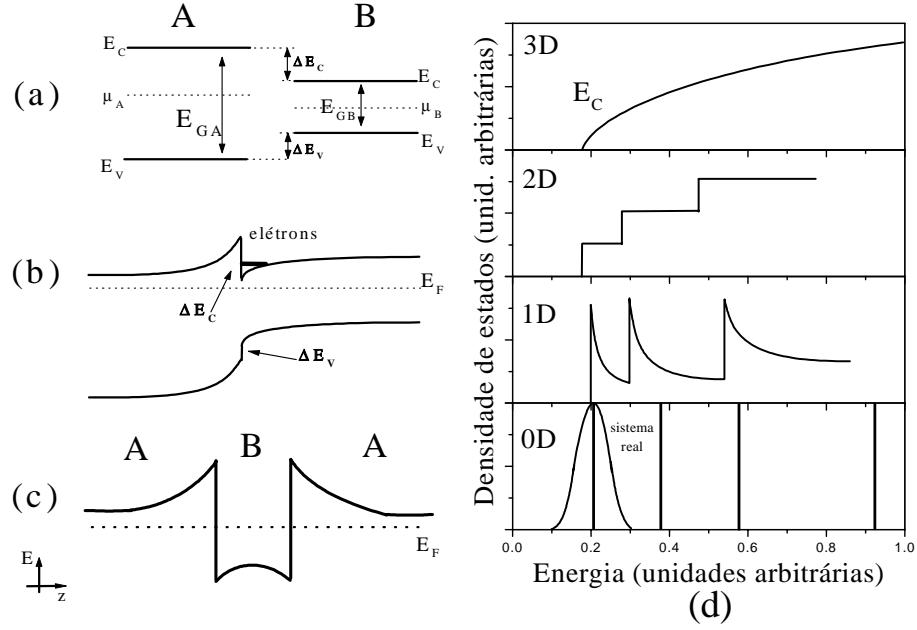 A
B
E_C
ΔE_C
E_C
(a)
μ_A
E_GA
E_GB
μ_B
E_V
ΔE_V
E_V
(b)
elétrons
ΔE_C
E_F
ΔE_V
A
B
A
(c)
E_F
E
z
Densidade de estados (unid. arbitrárias)
3D
E_C
2D
1D
0D
sistema
real
0.0 0.2 0.4 0.6 0.8 1.0
Energia (unidades arbitrárias)
(d)